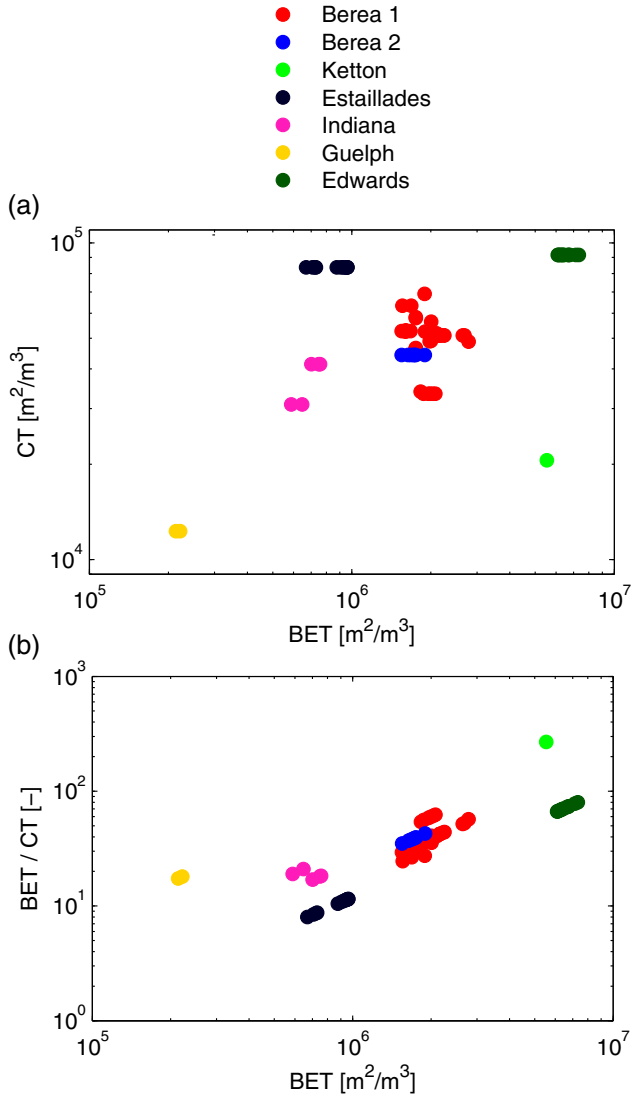 Berea 1
Berea 2
Ketton
Estaillades
Indiana
Guelph
Edwards
(a)
10^5
10^4
CT [m^2/m^3]
10^5 10^6 10^7
BET [m^2/m^3]
(b)
10^3
10^2
10^1
10^0
BET / CT [–]
10^5 10^6 10^7
BET [m^2/m^3]